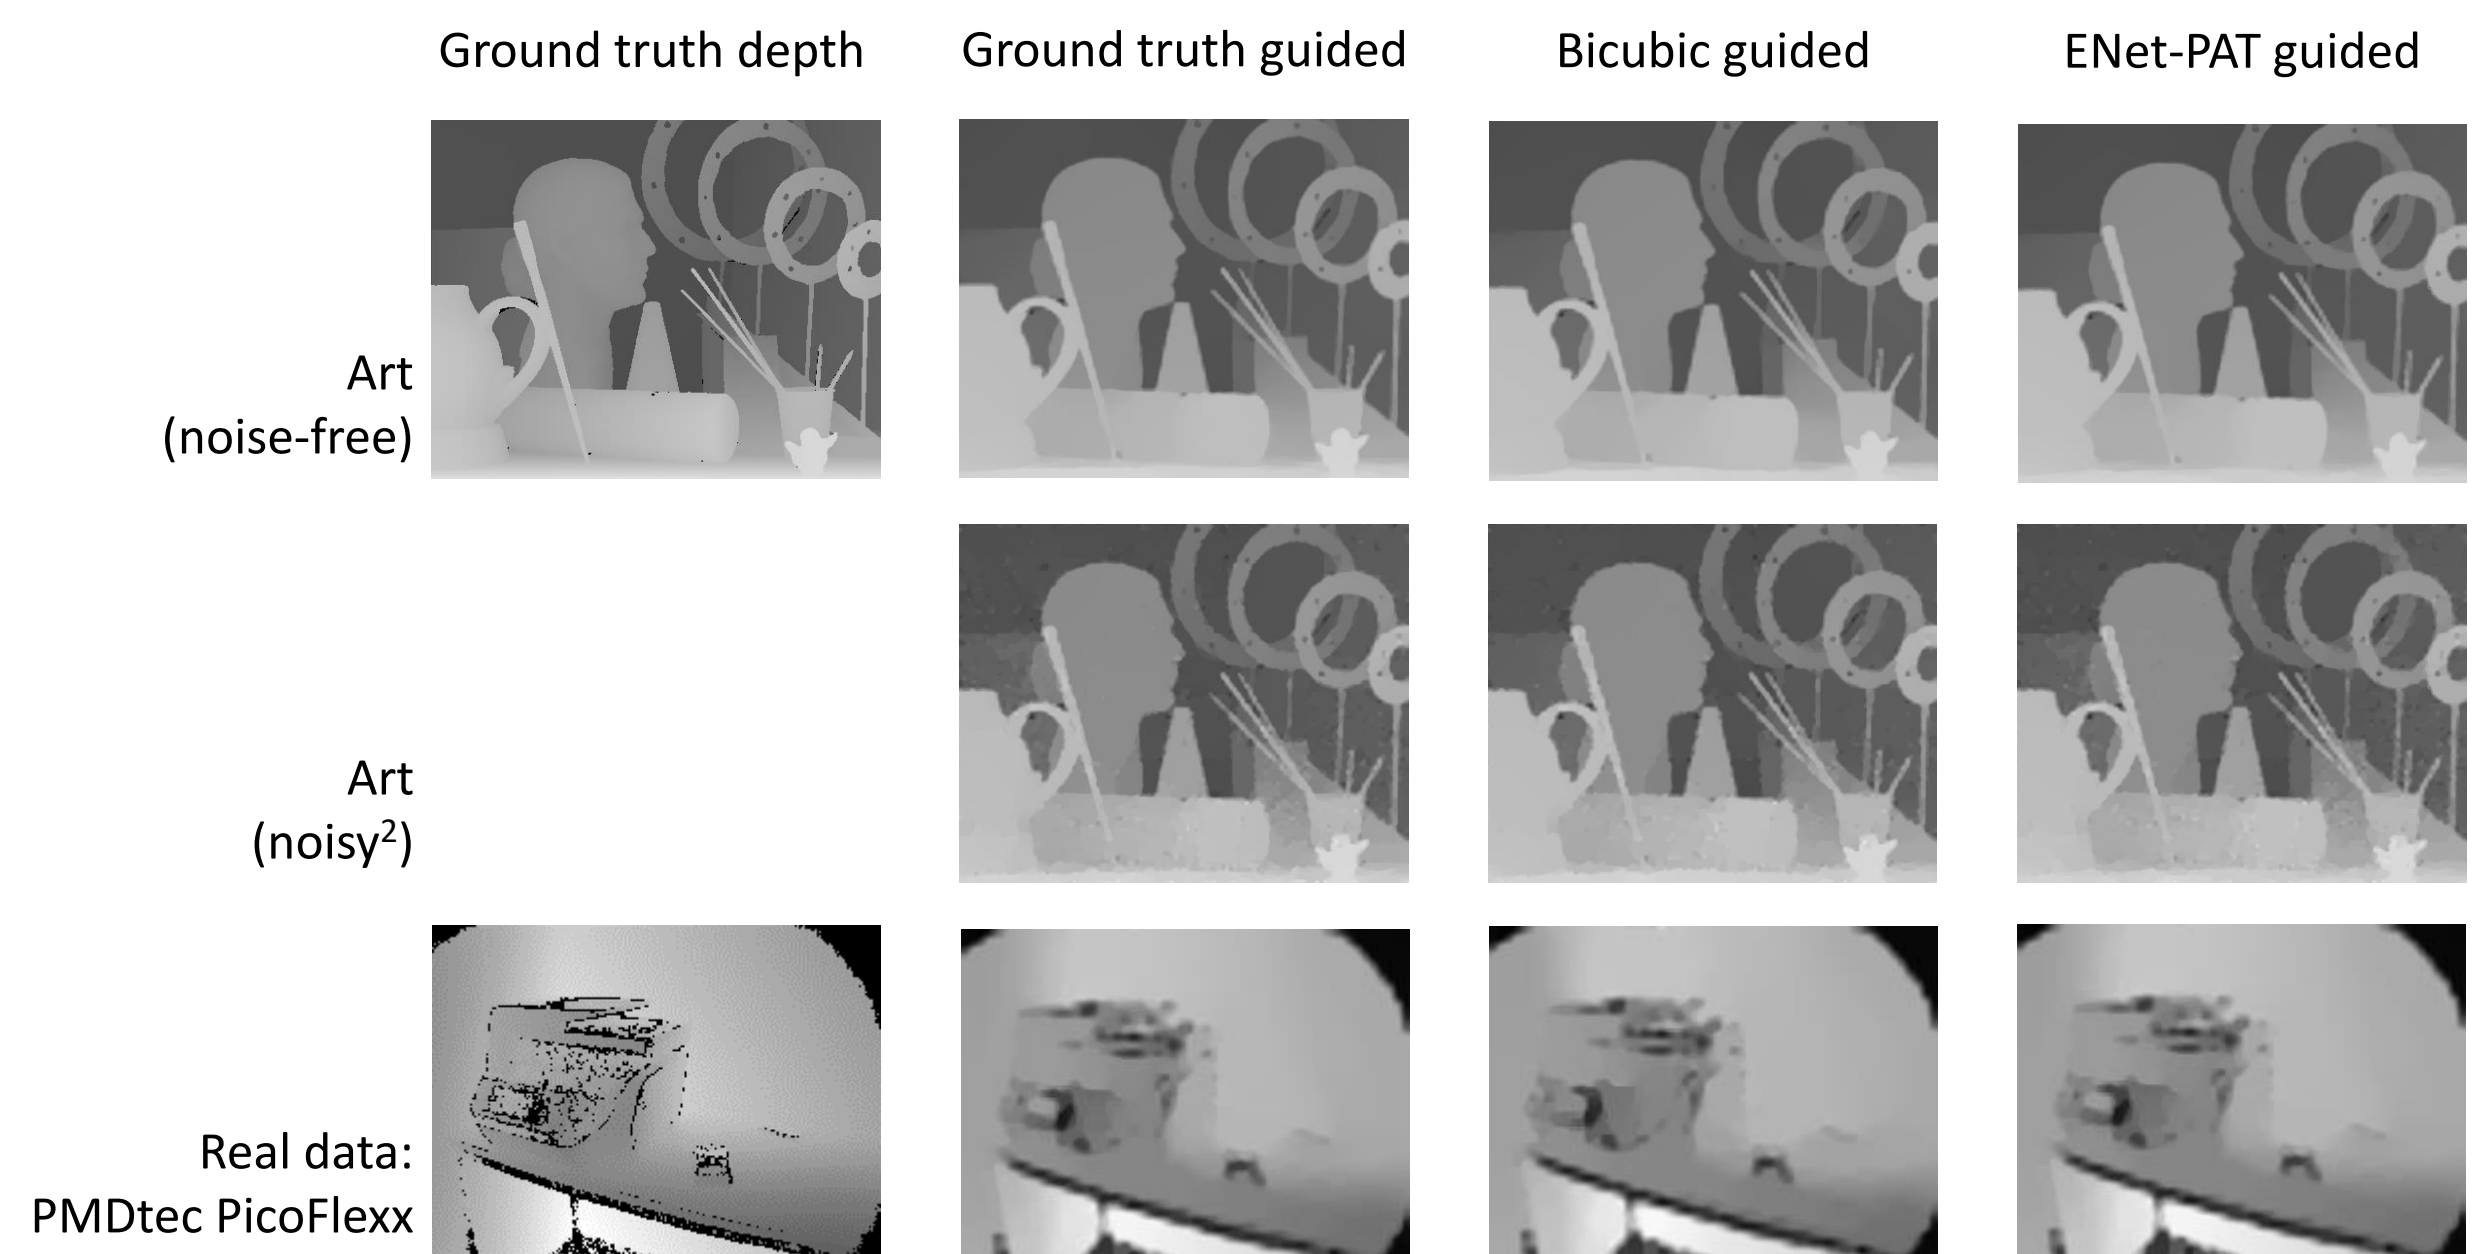 Ground truth depth
Ground truth guided
Bicubic guided
ENet-PAT guided
Art
(noise-free)
Art
(noisy²)
Real data:
PMDtec PicoFlexx